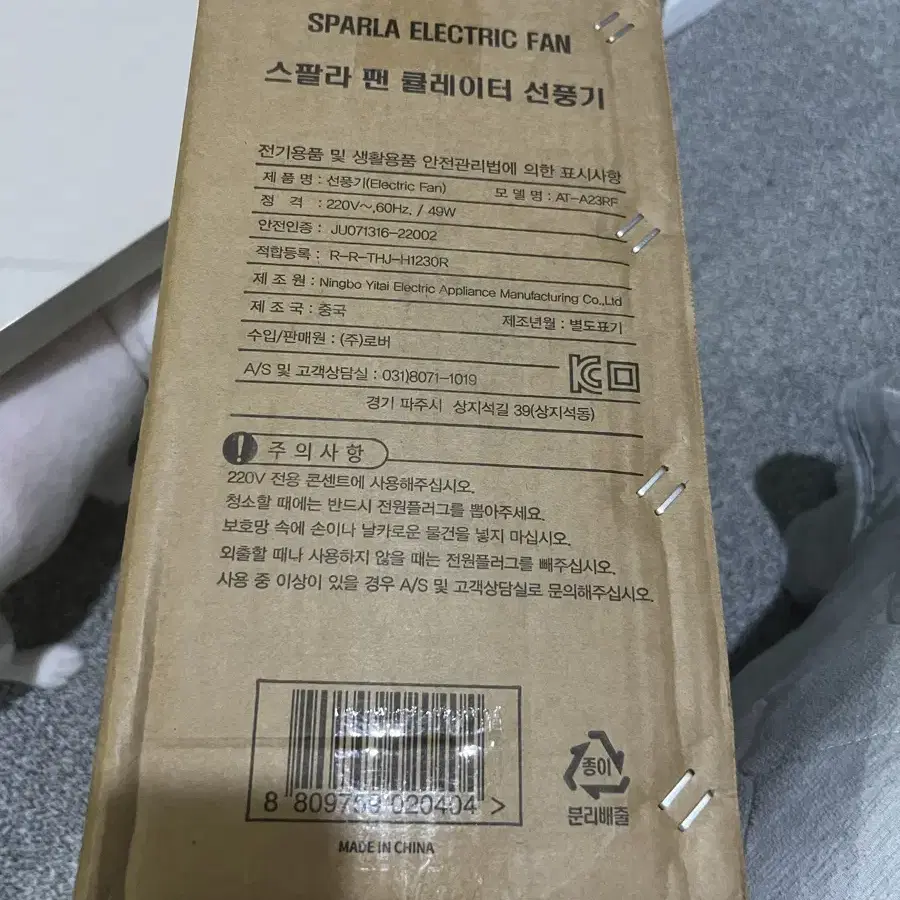 SPARLA ELECTRIC FAN
스팔라 팬 큘레이터 선풍기
전기용품 및 생활용품 안전관리법에 의한 표시사항
제 품 명 : 선풍기(Electric Fan) 모 델 명 : AT-A23RF
정 격 : 220V~,60Hz, / 49W
안전인증 : JU071316-22002
적합등록 : R-R-THJ-H1230R
제 조 원 : Ningbo Yitai Electric Appliance Manufacturing Co.,Ltd
제 조 국 : 중국 제조년월 : 별도표기
수입/판매원 : (주)로버
A/S 및 고객상담실 : 031)8071-1019
경기 파주시 상지석길 39(상지석동)
주 의 사 항
220V 전용 콘센트에 사용해주십시오.
청소할 때에는 반드시 전원플러그를 뽑아주세요.
보호망 속에 손이나 날카로운 물건을 넣지 마십시오.
외출할 때나 사용하지 않을 때는 전원플러그를 빼주십시오.
사용 중 이상이 있을 경우 A/S 및 고객상담실로 문의해주십시오.
8 809758 020404 >
MADE IN CHINA
종이
분리배출